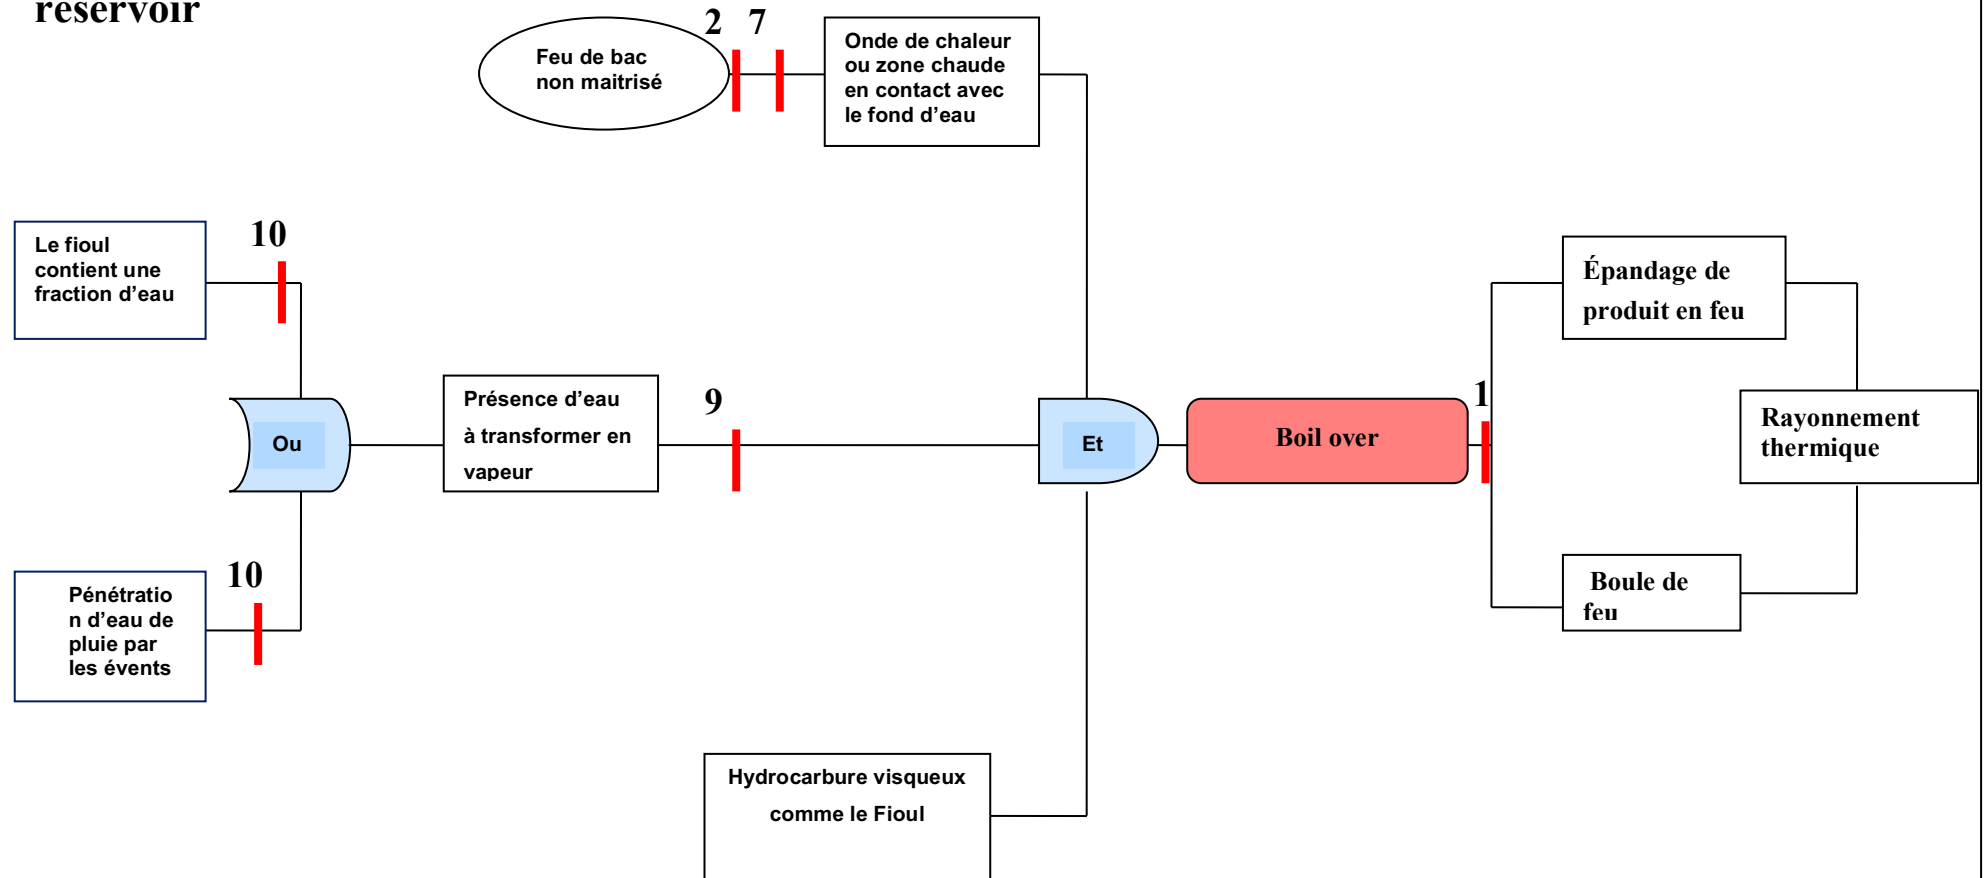 réservoir
2 7
Feu de bac
non maitrisé
Onde de chaleur
ou zone chaude
en contact avec
le fond d’eau
Le fioul
contient une
fraction d’eau
10
Épandage de
produit en feu
Ou
Présence d’eau
à transformer en
vapeur
9
Et
Boil over
1
Rayonnement
thermique
Pénétratio
n d’eau de
pluie par
les évents
10
Boule de
feu
Hydrocarbure visqueux
comme le Fioul